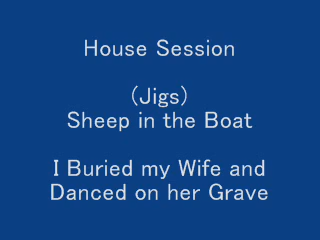 House Session
(Jigs)
Sheep in the Boat
I Buried my Wife and
Danced on her Grave